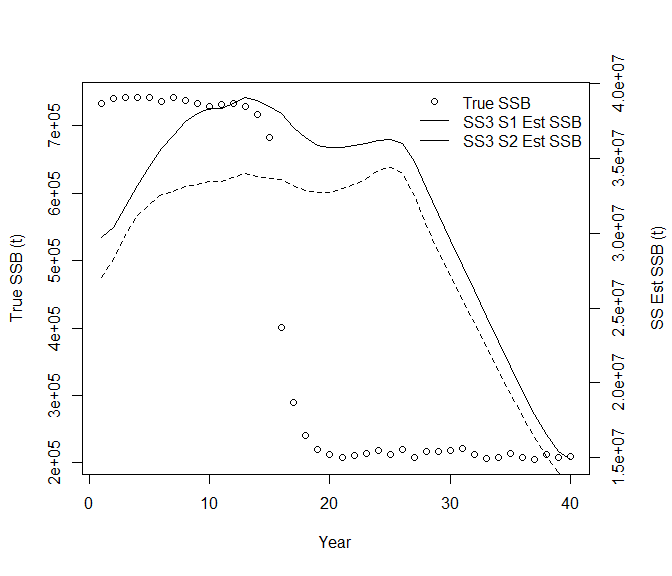 True SSB
SS3 S1 Est SSB
SS3 S2 Est SSB
True SSB (t)
2e+05 3e+05 4e+05 5e+05 6e+05 7e+05
SS Est SSB (t)
1.5e+07 2.0e+07 2.5e+07 3.0e+07 3.5e+07 4.0e+07
0 10 20 30 40
Year